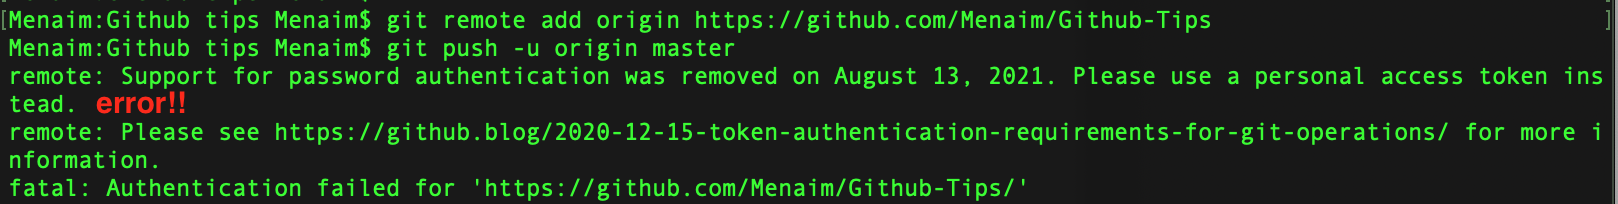 [Menaim:Github tips Menaim$ git remote add origin https://github.com/Menaim/Github-Tips ]
Menaim:Github tips Menaim$ git push -u origin master
remote: Support for password authentication was removed on August 13, 2021. Please use a personal access token ins
tead. error!!
remote: Please see https://github.blog/2020-12-15-token-authentication-requirements-for-git-operations/ for more i
nformation.
fatal: Authentication failed for 'https://github.com/Menaim/Github-Tips/'